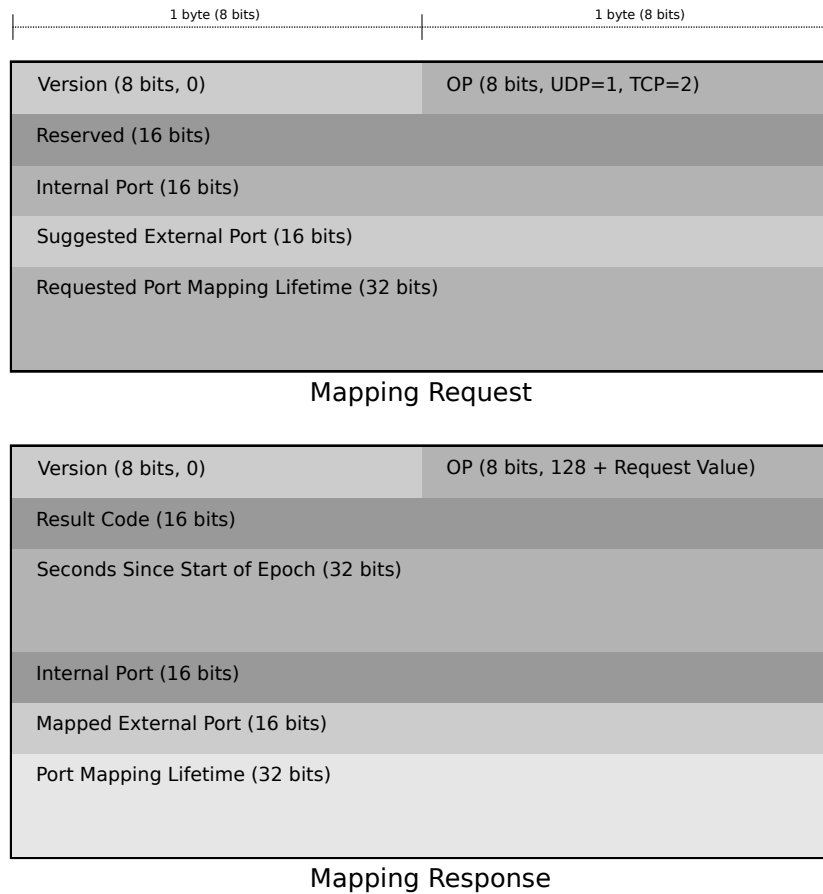 1 byte (8 bits) 1 byte (8 bits)
Version (8 bits, 0) OP (8 bits, UDP=1, TCP=2)
Reserved (16 bits)
Internal Port (16 bits)
Suggested External Port (16 bits)
Requested Port Mapping Lifetime (32 bits)
Mapping Request
Version (8 bits, 0) OP (8 bits, 128 + Request Value)
Result Code (16 bits)
Seconds Since Start of Epoch (32 bits)
Internal Port (16 bits)
Mapped External Port (16 bits)
Port Mapping Lifetime (32 bits)
Mapping Response